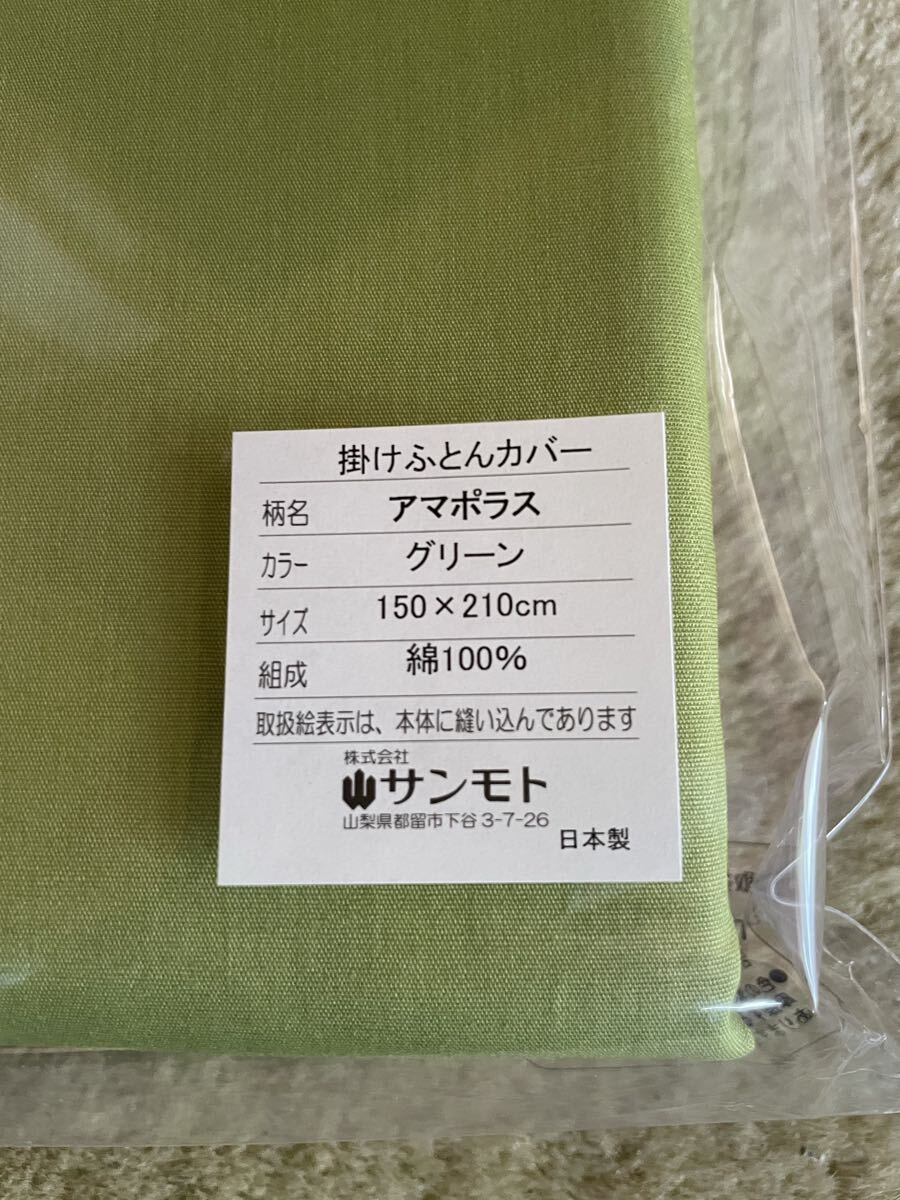 掛けふとんカバー
柄名 アマポラス
カラー グリーン
サイズ 150×210cm
組成 綿100%
取扱絵表示は、本体に縫い込んであります
株式会社
サンモト
山梨県都留市下谷3-7-26
日本製